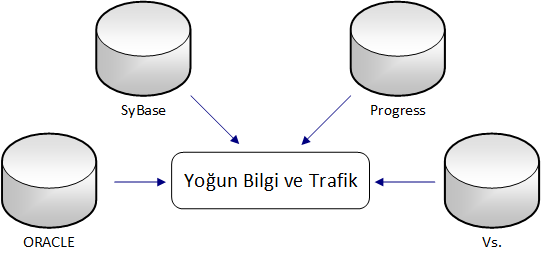 SyBase
Progress
Yoğun Bilgi ve Trafik
ORACLE
Vs.